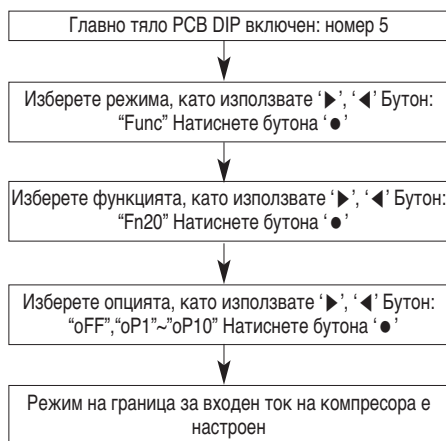 Главно тяло PCB DIP включен: номер 5
Изберете режима, като използвате ‘▶’, ‘◀’ Бутон:
“Func” Натиснете бутона ‘●’
Изберете функцията, като използвате ‘▶’, ‘◀’ Бутон:
“Fn20” Натиснете бутона ‘●’
Изберете опцията, като използвате ‘▶’, ‘◀’ Бутон:
“oFF”,“oP1”~”oP10” Натиснете бутона ‘●’
Режим на граница за входен ток на компресора е
настроен